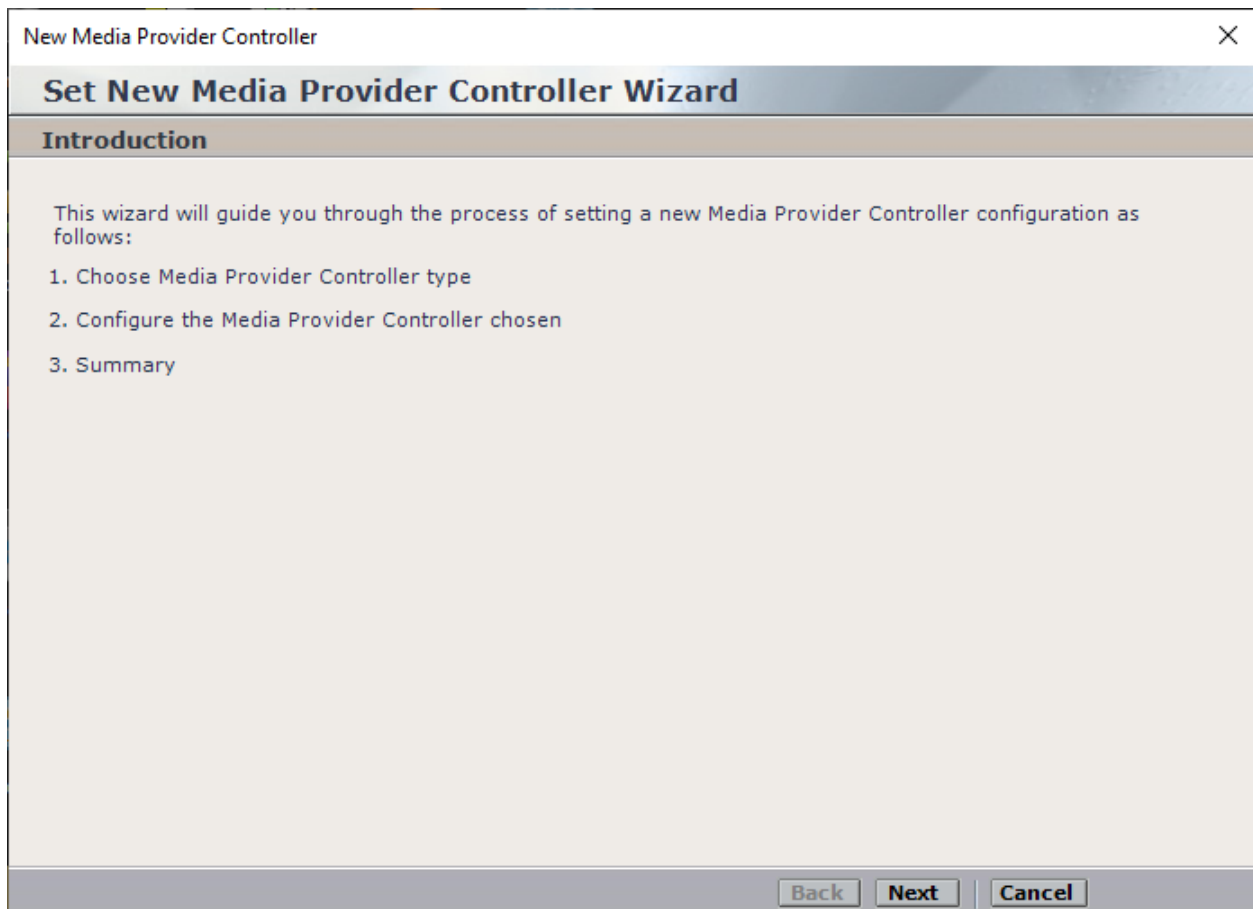 New Media Provider Controller
Set New Media Provider Controller Wizard
Introduction
This wizard will guide you through the process of setting a new Media Provider Controller configuration as
follows:
1. Choose Media Provider Controller type
2. Configure the Media Provider Controller chosen
3. Summary
Back Next Cancel